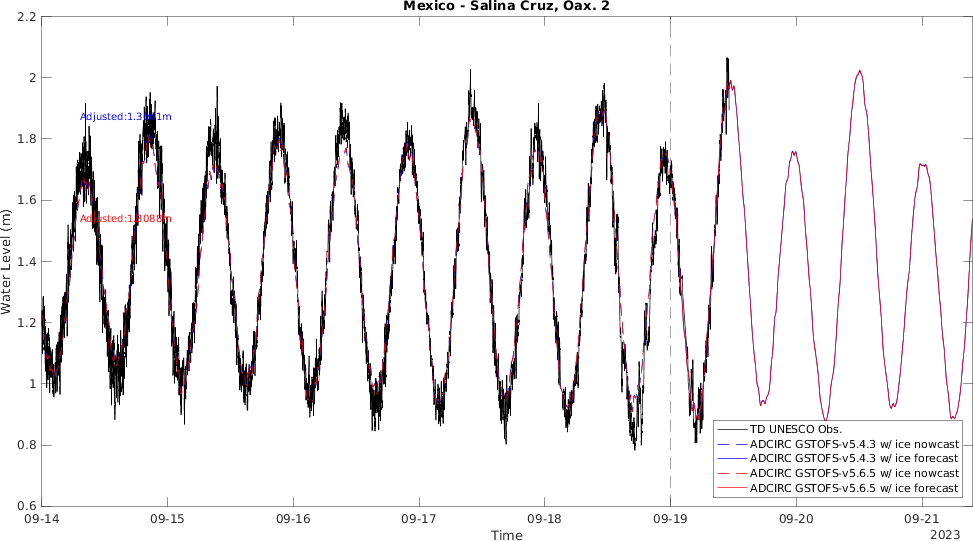 Mexico - Salina Cruz, Oax. 2
2.2
2
1.8
1.6
1.4
1.2
1
0.8
0.6
Water Level (m)
Adjusted:1.8088m
09-14
09-15
09-16
09-17
09-18
09-19
09-20
09-21
Time
2023
TD UNESCO Obs.
ADCIRC GSTOFS-v5.4.3 w/ ice nowcast
ADCIRC GSTOFS-v5.4.3 w/ ice forecast
ADCIRC GSTOFS-v5.6.5 w/ ice nowcast
ADCIRC GSTOFS-v5.6.5 w/ ice forecast